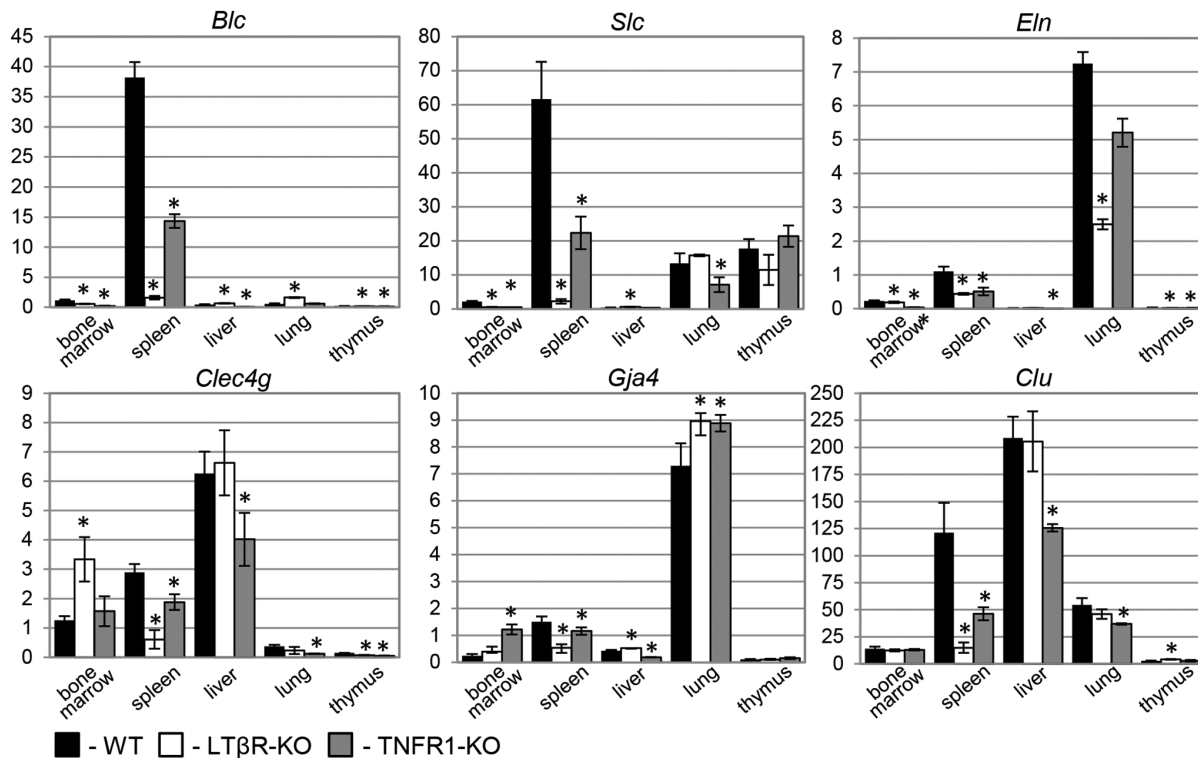 Blc Slc Eln
45 80 8
40 70 7
35 60 6
30 50 5
25 40 4
20 30 3
15 20 2
10 10 1
5 0 0
0
* * * * * * * * * *
* * * * * * *
* * * * * * * *
bone marrow spleen liver lung thymus
bone marrow spleen liver lung thymus
bone marrow* spleen liver lung thymus
Clec4g Gja4 Clu
9 10 250
8 9 225
7 8 200
6 7 175
5 6 150
4 5 125
3 4 100
2 3 75
1 2 50
0 1 25
0 0
* * * * * * *
* * * * * * *
* * * * *
bone marrow spleen liver lung thymus
bone marrow spleen liver lung thymus
bone marrow spleen liver lung thymus
- WT - LTβR-KO - TNFR1-KO